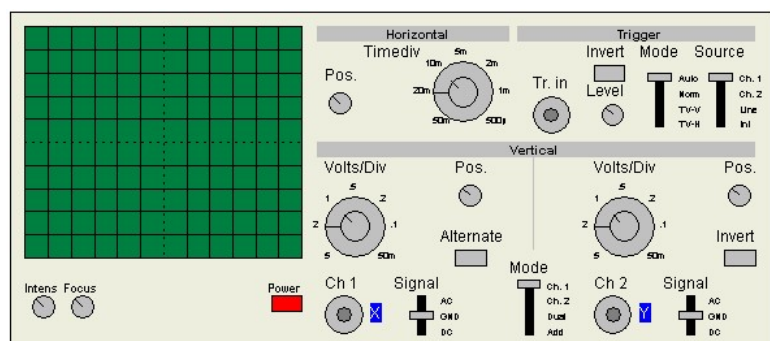 Horizontal
Trigger
Timediv
Pos.
5m
10m
2m
20m
1m
50m
500µ
Tr. in
Invert
Level
Mode
Auto
Norm
TV-V
TV-H
Source
Ch. 1
Ch. 2
Line
Vertical
Volts/Div
.5
1
.2
2
.1
5
50m
Pos.
Alternate
Volts/Div
.5
1
.2
2
.1
5
50m
Pos.
Invert
Intens
Focus
Power
Ch 1
X
Signal
AC
GND
DC
Mode
Ch. 1
Ch. 2
Dual
Add
Ch 2
Y
Signal
AC
GND
DC